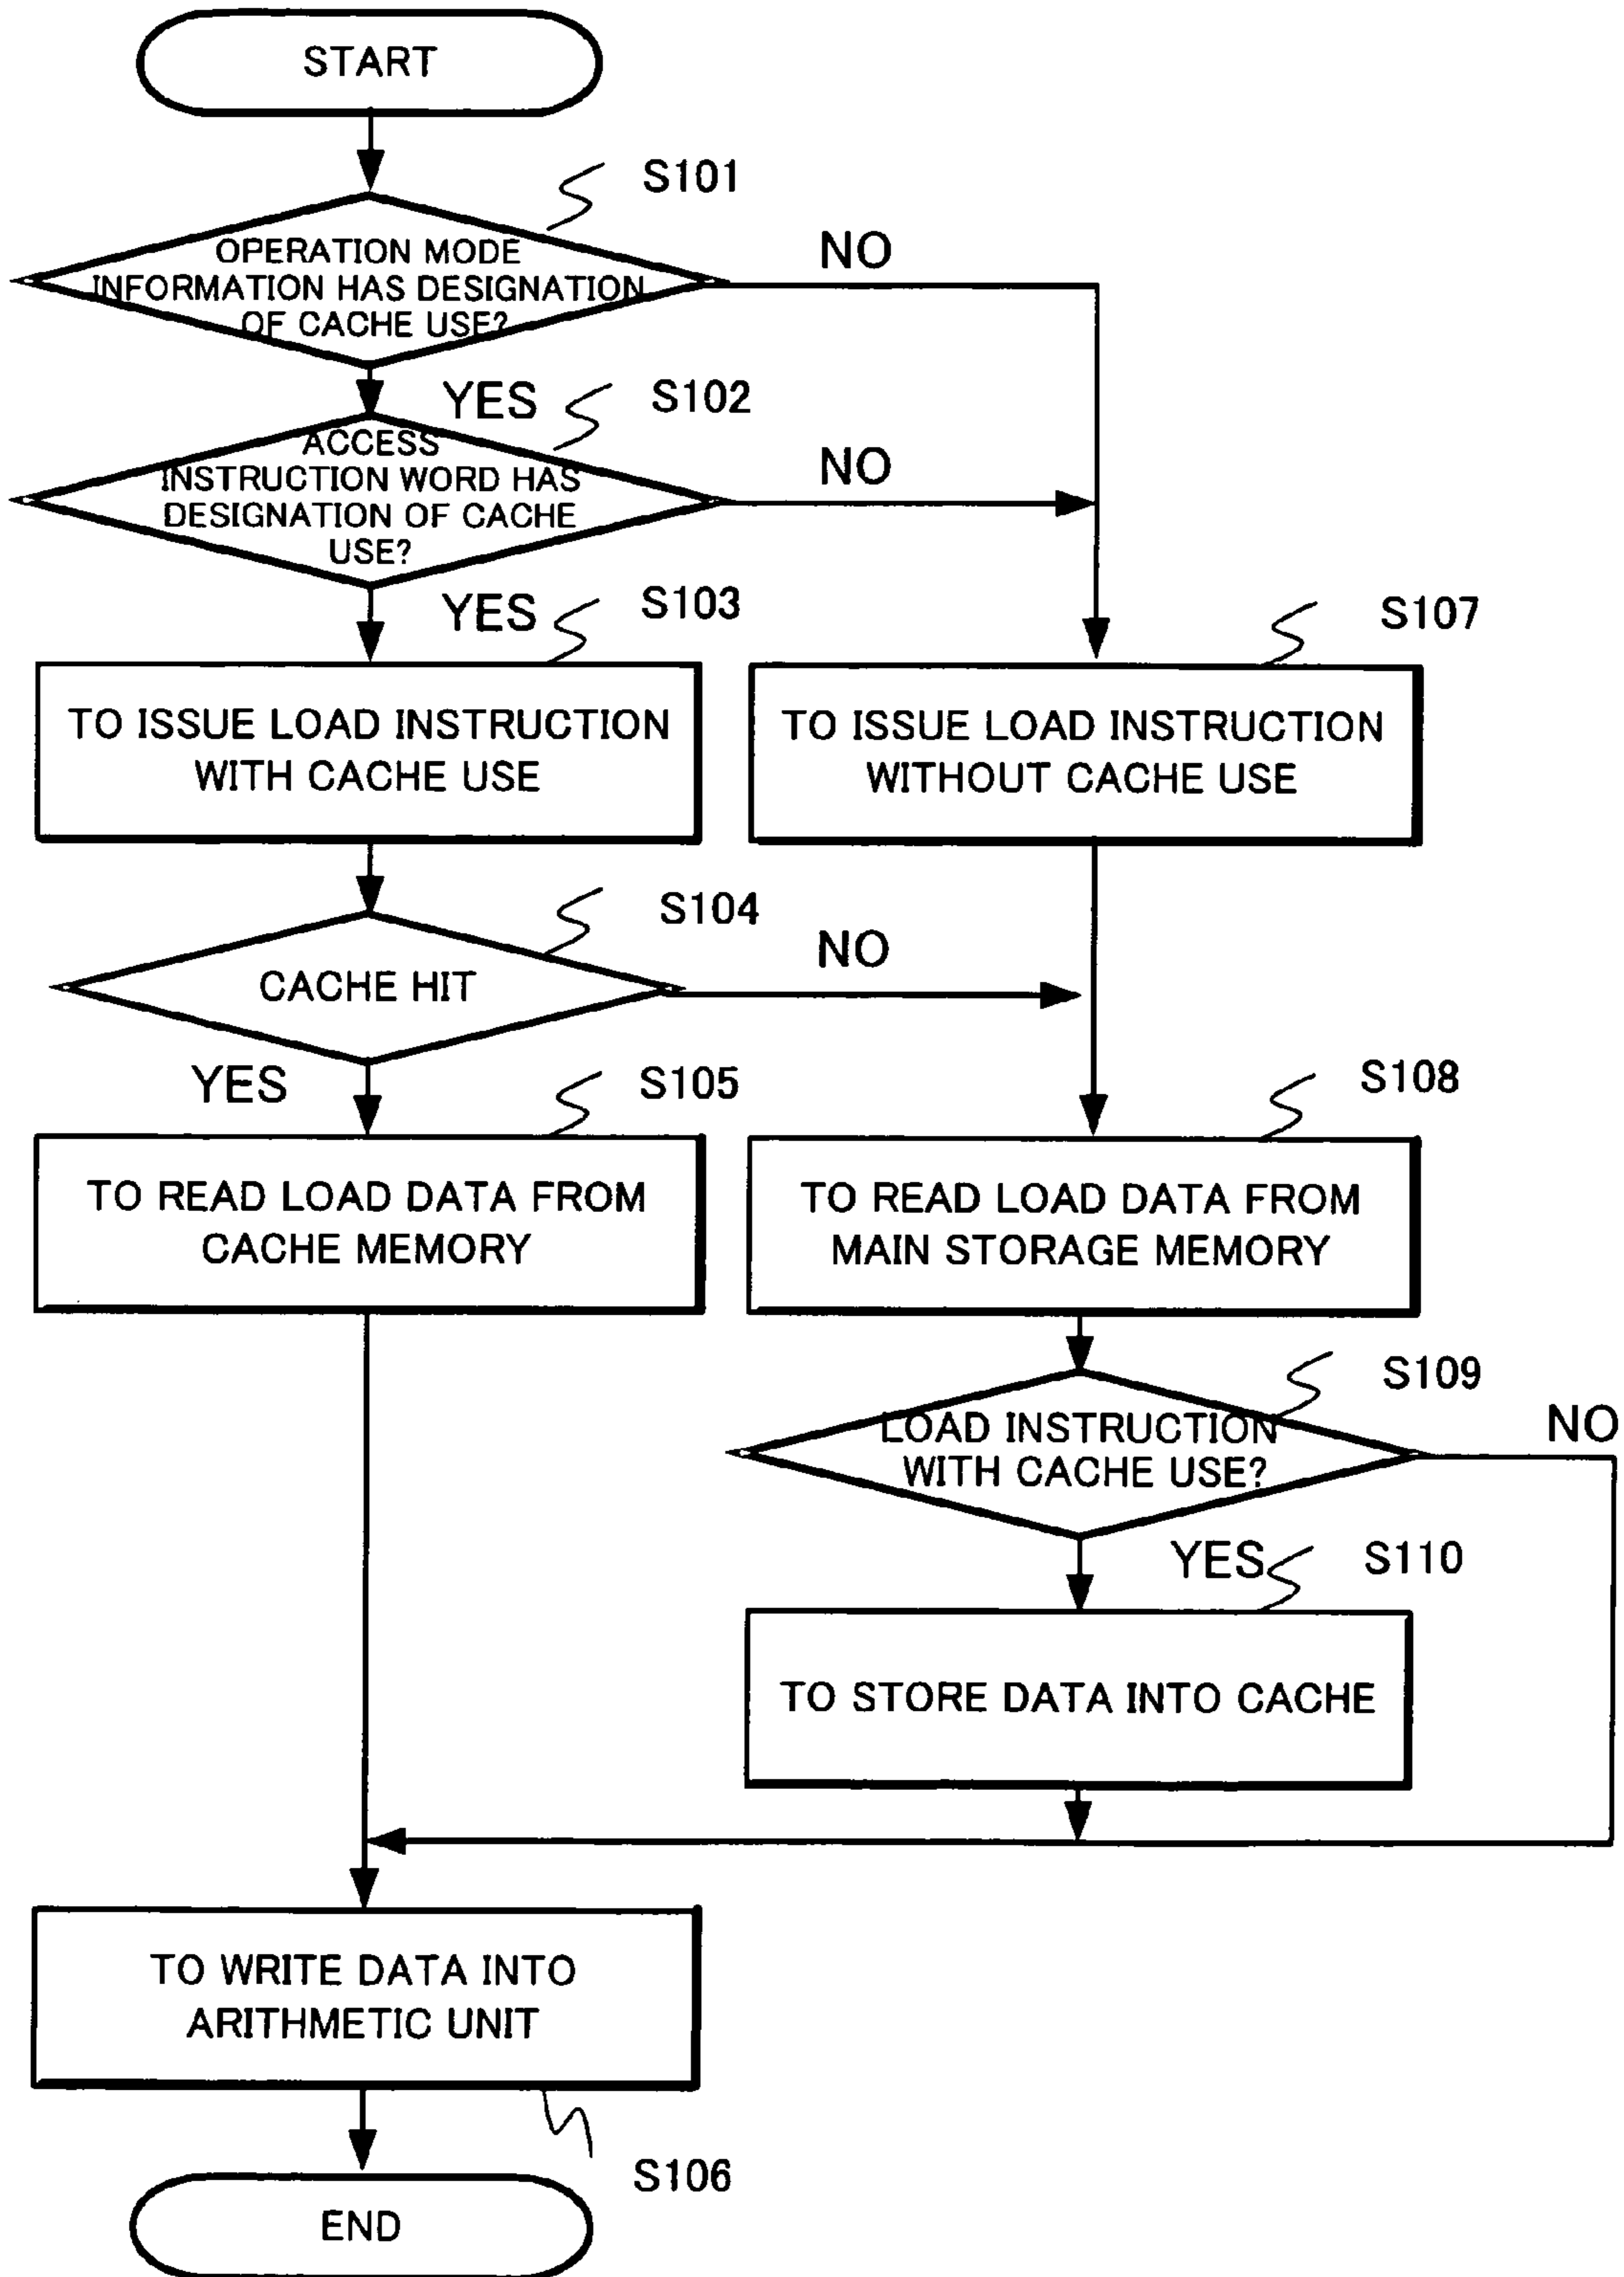 START
S101
OPERATION MODE
INFORMATION HAS DESIGNATION
OF CACHE USE?
NO
YES
S102
ACCESS
INSTRUCTION WORD HAS
DESIGNATION OF CACHE
USE?
NO
YES
S103
TO ISSUE LOAD INSTRUCTION
WITH CACHE USE
S107
TO ISSUE LOAD INSTRUCTION
WITHOUT CACHE USE
S104
CACHE HIT
NO
YES
S105
TO READ LOAD DATA FROM
CACHE MEMORY
S108
TO READ LOAD DATA FROM
MAIN STORAGE MEMORY
S109
LOAD INSTRUCTION
WITH CACHE USE?
NO
YES
S110
TO STORE DATA INTO CACHE
TO WRITE DATA INTO
ARITHMETIC UNIT
S106
END